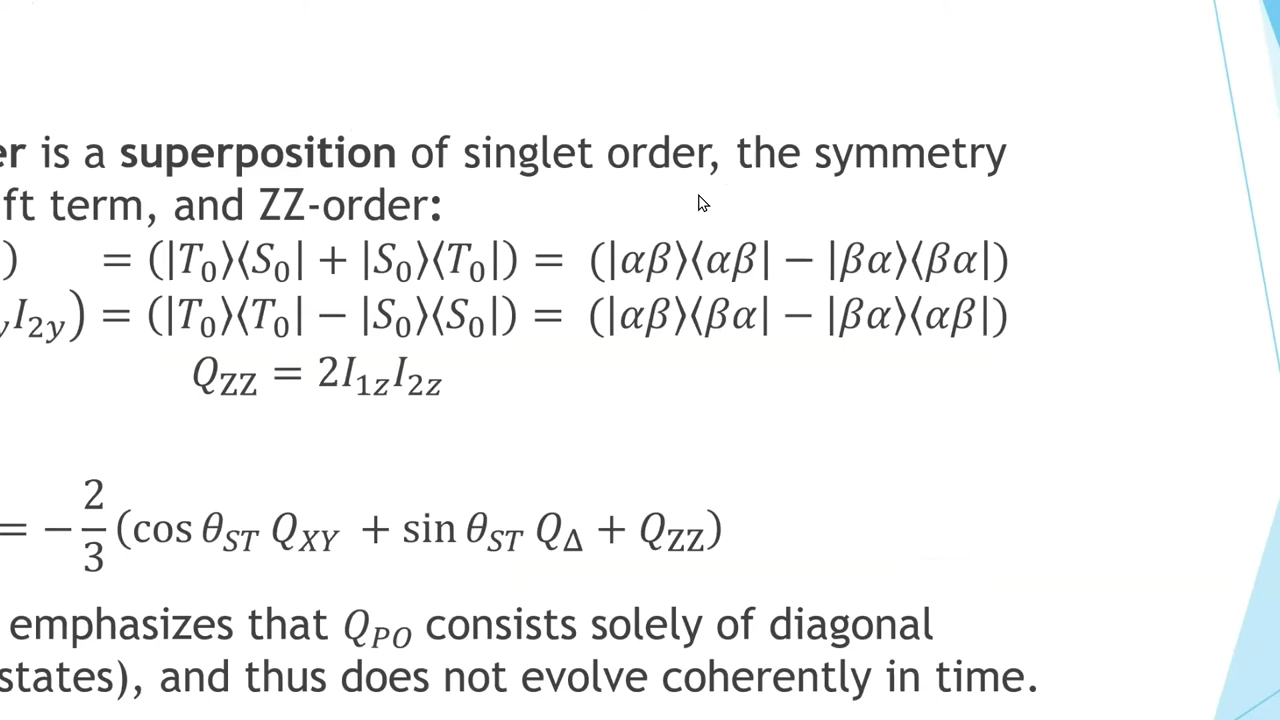 er is a superposition of singlet order, the symmetry
ft term, and ZZ-order:
) = (|T₀⟩⟨S₀| + |S₀⟩⟨T₀|) = (|αβ⟩⟨αβ| − |βα⟩⟨βα|)
yI₂y) = (|T₀⟩⟨T₀| − |S₀⟩⟨S₀|) = (|αβ⟩⟨βα| − |βα⟩⟨αβ|)
Q_ZZ = 2I₁zI₂z
= −2/3 (cos θ_ST Q_XY + sin θ_ST Q_Δ + Q_ZZ)
emphasizes that Q_PO consists solely of diagonal
states), and thus does not evolve coherently in time.